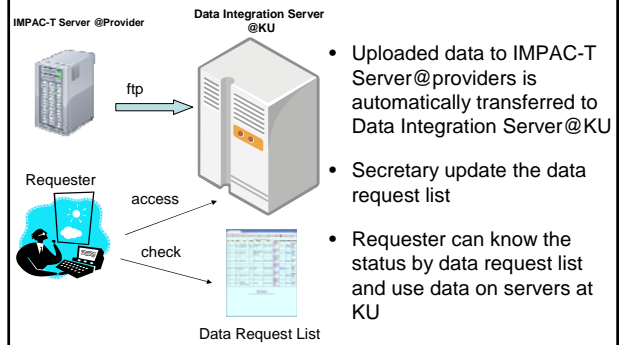 IMPAC-T Server @Provider
Data Integration Server
@KU
ftp
Requester
access
check
Data Request List
• Uploaded data to IMPAC-T
Server@providers is
automatically transferred to
Data Integration Server@KU
• Secretary update the data
request list
• Requester can know the
status by data request list
and use data on servers at
KU